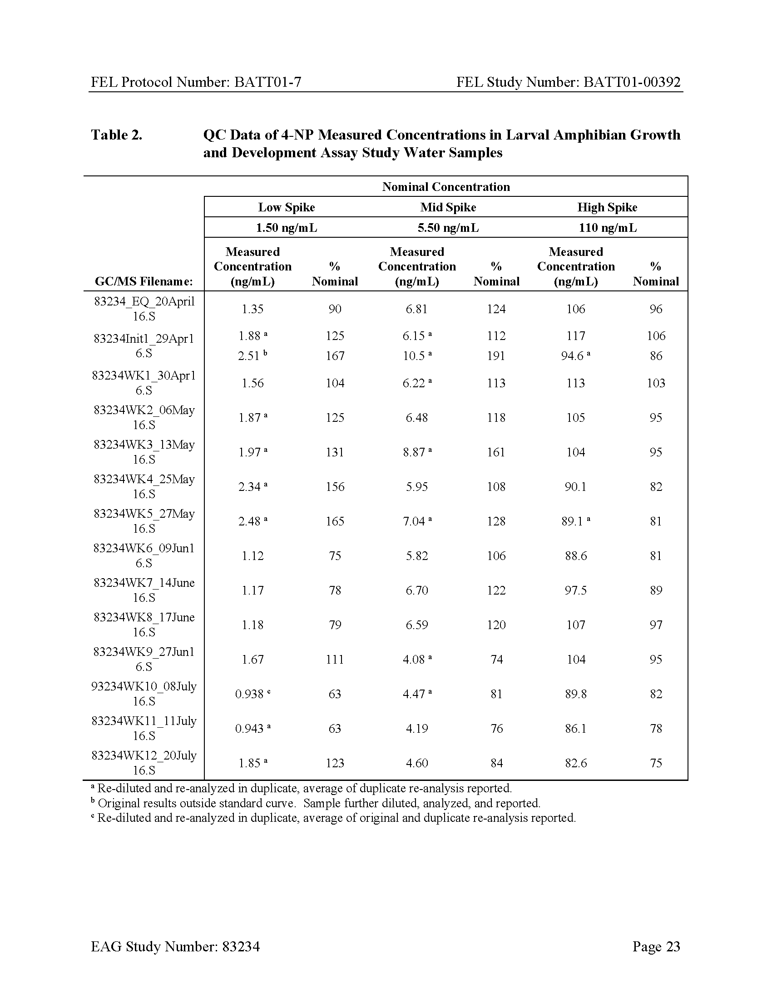 FEL Protocol Number: BATT01-7 FEL Study Number: BATT01-00392
Table 2. QC Data of 4-NP Measured Concentrations in Larval Amphibian Growth
and Development Assay Study Water Samples
Nominal Concentration
Low Spike Mid Spike High Spike
1.50 ng/mL 5.50 ng/mL 110 ng/mL
Measured Measured Measured
Concentration % Concentration % Concentration %
GC/MS Filename: (ng/mL) Nominal (ng/mL) Nominal (ng/mL) Nominal
83234_EQ_20April
16.S 1.35 90 6.81 124 106 96
83234Init1_29Apr1
6.S 1.88 a 125 6.15 a 112 117 106
2.51 b 167 10.5 a 191 94.6 a 86
83234WK1_30Apr1
6.S 1.56 104 6.22 a 113 113 103
83234WK2_06May
16.S 1.87 a 125 6.48 118 105 95
83234WK3_13May
16.S 1.97 a 131 8.87 a 161 104 95
83234WK4_25May
16.S 2.34 a 156 5.95 108 90.1 82
83234WK5_27May
16.S 2.48 a 165 7.04 a 128 89.1 a 81
83234WK6_09Jun1
6.S 1.12 75 5.82 106 88.6 81
83234WK7_14June
16.S 1.17 78 6.70 122 97.5 89
83234WK8_17June
16.S 1.18 79 6.59 120 107 97
83234WK9_27Jun1
6.S 1.67 111 4.08 a 74 104 95
93234WK10_08July
16.S 0.938 c 63 4.47 a 81 89.8 82
83234WK11_11July
16.S 0.943 a 63 4.19 76 86.1 78
83234WK12_20July
16.S 1.85 a 123 4.60 84 82.6 75
a Re-diluted and re-analyzed in duplicate, average of duplicate re-analysis reported.
b Original results outside standard curve. Sample further diluted, analyzed, and reported.
c Re-diluted and re-analyzed in duplicate, average of original and duplicate re-analysis reported.
EAG Study Number: 83234 Page 23